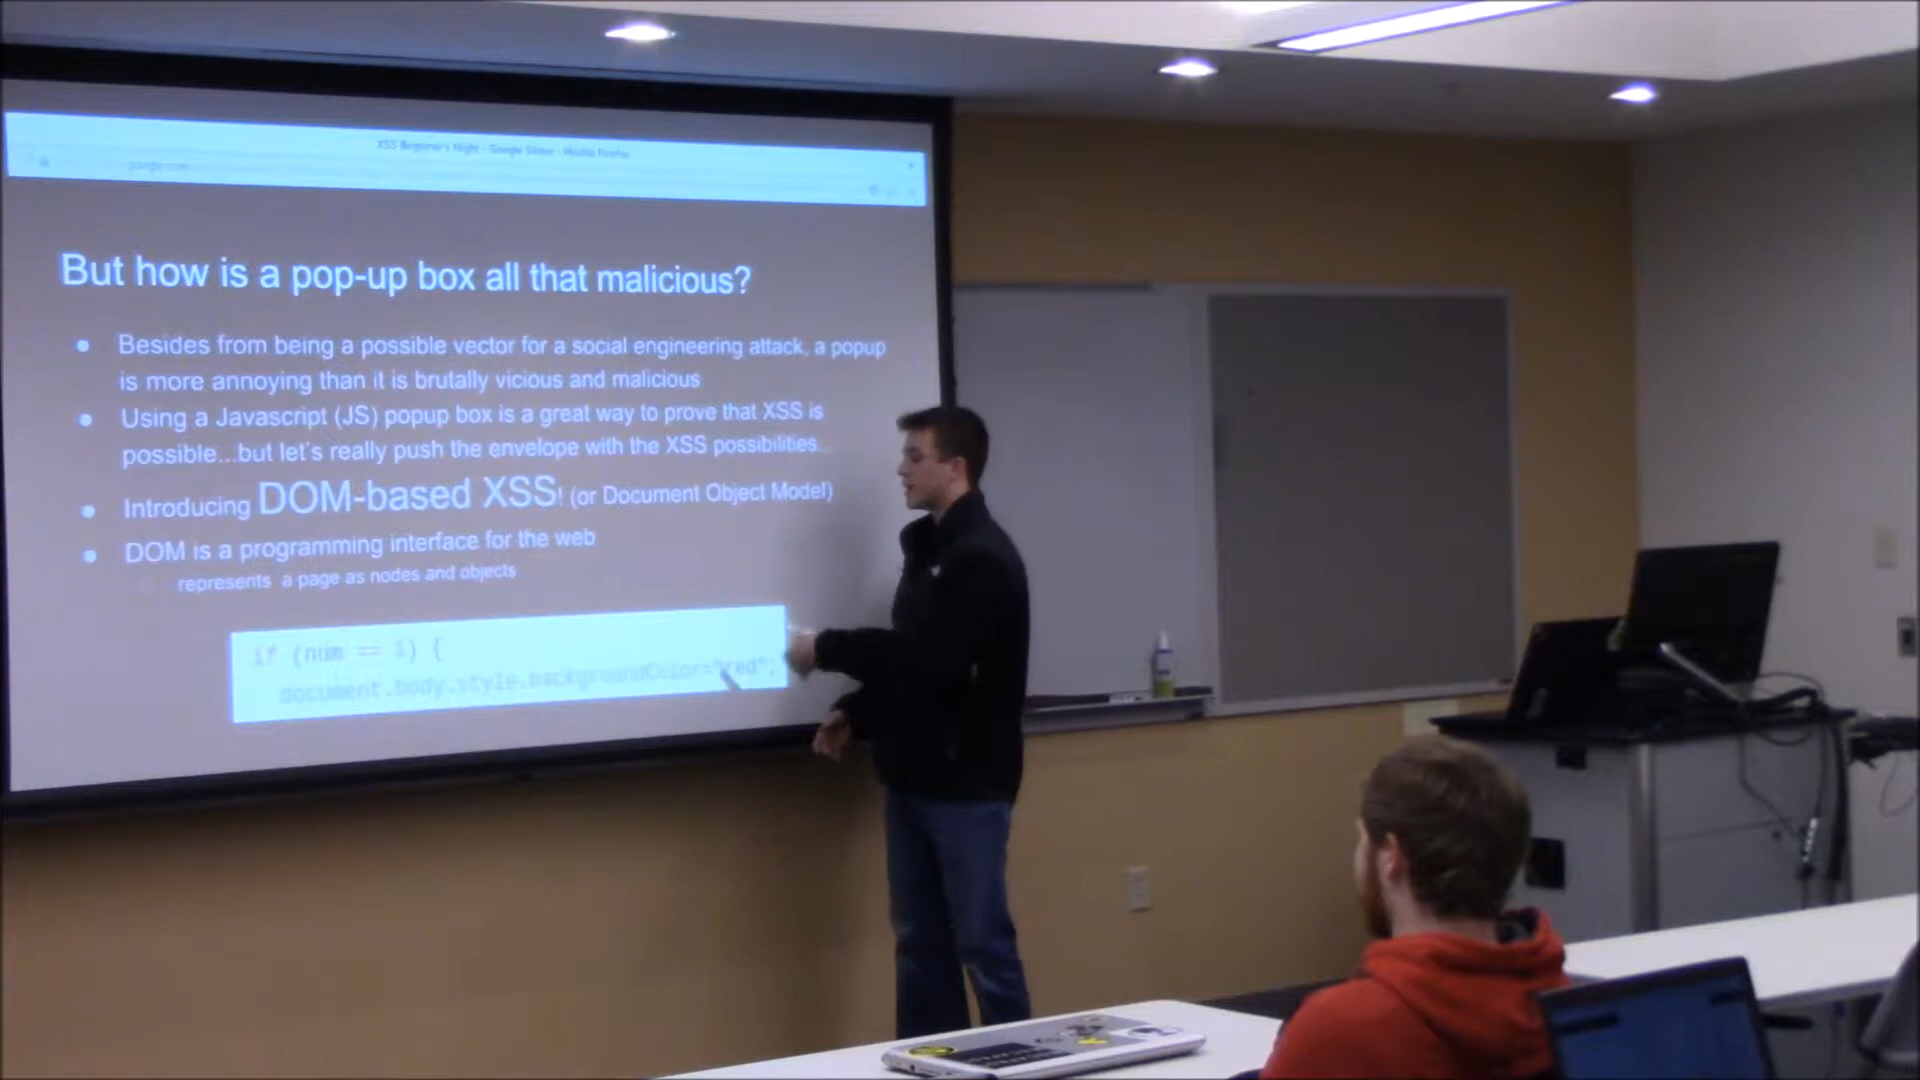 XSS Beginner's Night - Google Slides - Mozilla Firefox
google.com
But how is a pop-up box all that malicious?
Besides from being a possible vector for a social engineering attack, a popup
is more annoying than it is brutally vicious and malicious
Using a Javascript (JS) popup box is a great way to prove that XSS is
possible...but let's really push the envelope with the XSS possibilities...
Introducing DOM-based XSS! (or Document Object Model)
DOM is a programming interface for the web
represents a page as nodes and objects
if (num == 1) {
document.body.style.backgroundColor="red";